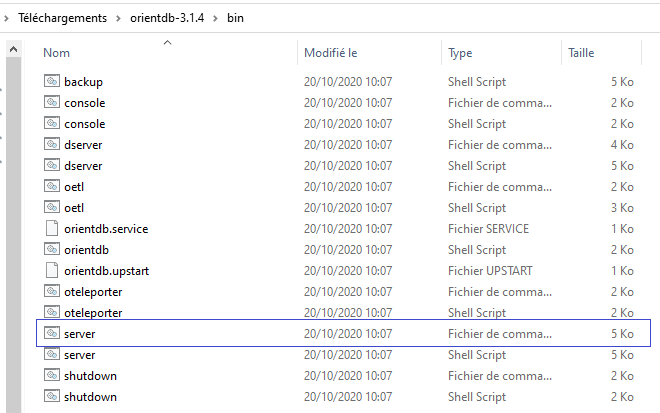 Téléchargements > orientdb-3.1.4 > bin
Nom Modifié le Type Taille
backup 20/10/2020 10:07 Shell Script 5 Ko
console 20/10/2020 10:07 Fichier de comma... 2 Ko
console 20/10/2020 10:07 Shell Script 2 Ko
dserver 20/10/2020 10:07 Fichier de comma... 4 Ko
dserver 20/10/2020 10:07 Shell Script 5 Ko
oetl 20/10/2020 10:07 Fichier de comma... 2 Ko
oetl 20/10/2020 10:07 Shell Script 3 Ko
orientdb.service 20/10/2020 10:07 Fichier SERVICE 1 Ko
orientdb 20/10/2020 10:07 Shell Script 2 Ko
orientdb.upstart 20/10/2020 10:07 Fichier UPSTART 1 Ko
oteleporter 20/10/2020 10:07 Fichier de comma... 2 Ko
oteleporter 20/10/2020 10:07 Shell Script 2 Ko
server 20/10/2020 10:07 Fichier de comma... 5 Ko
server 20/10/2020 10:07 Shell Script 5 Ko
shutdown 20/10/2020 10:07 Fichier de comma... 2 Ko
shutdown 20/10/2020 10:07 Shell Script 2 Ko